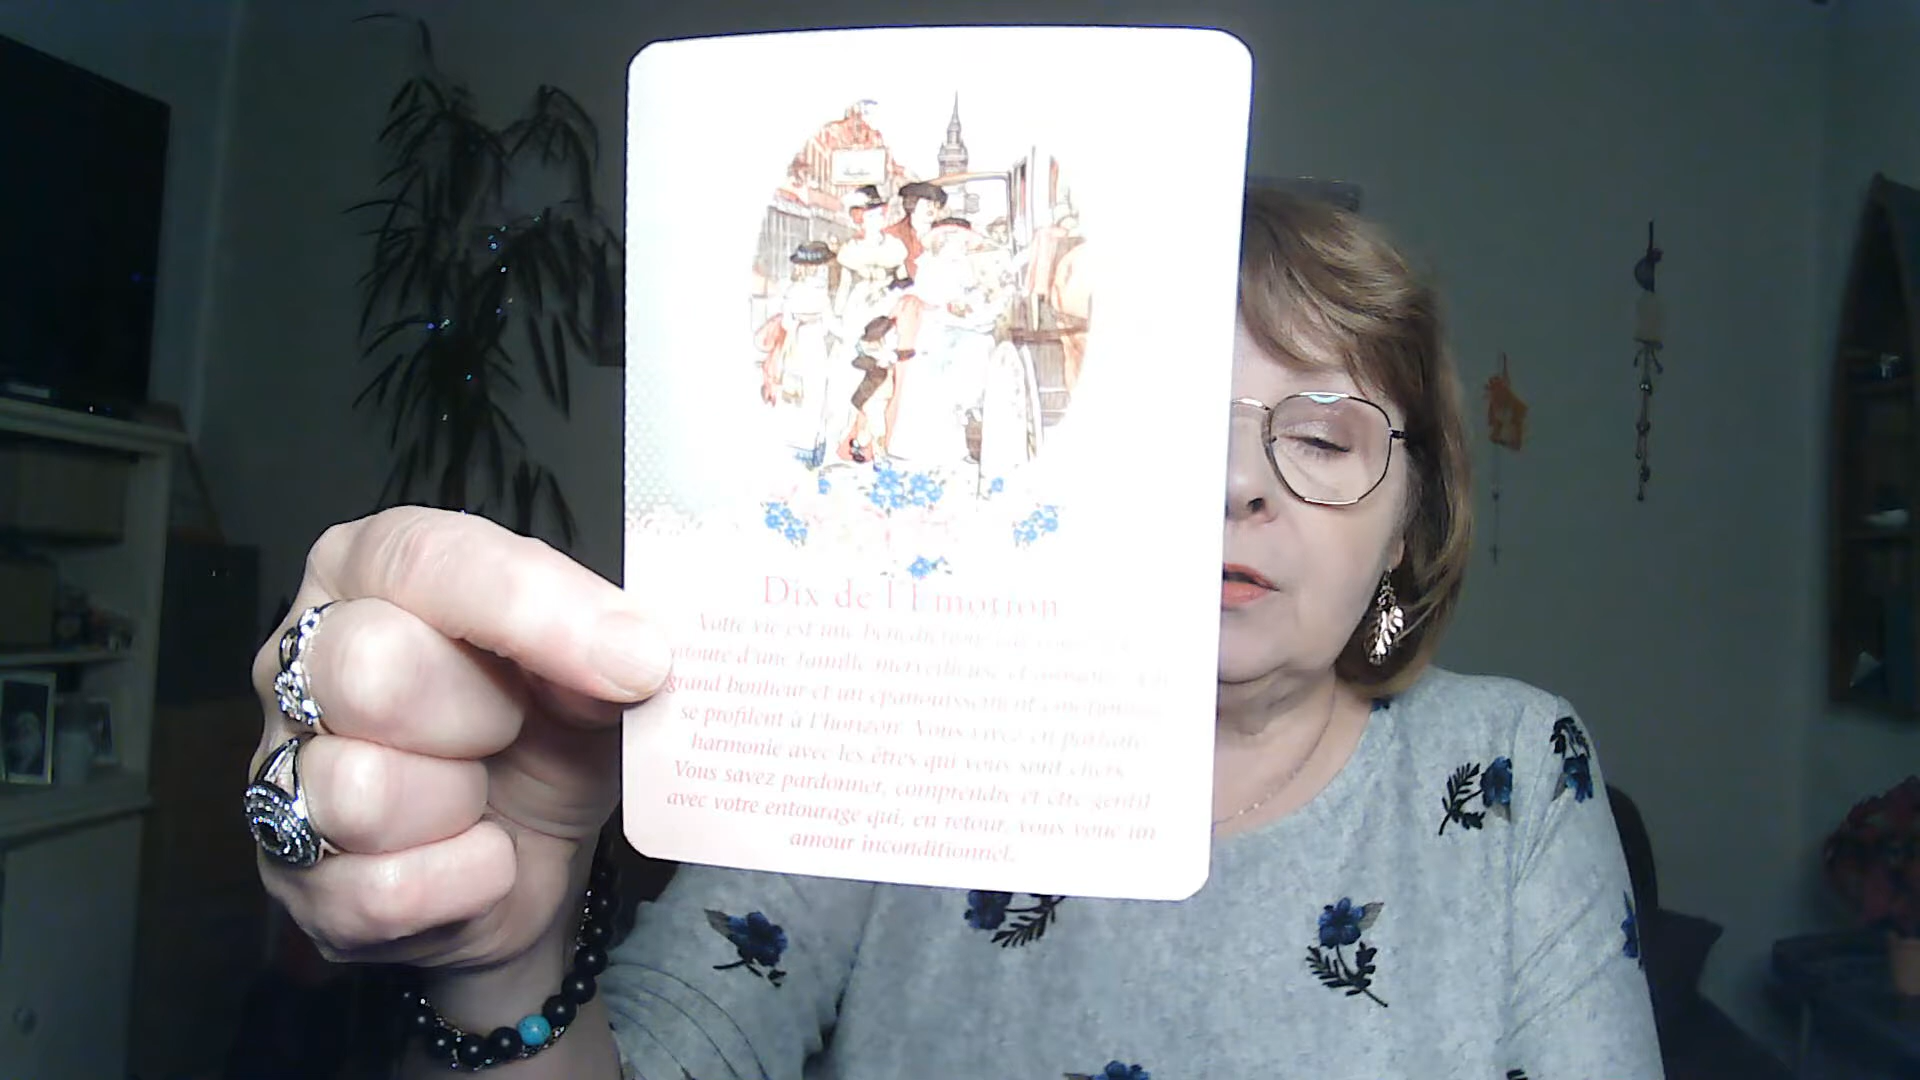 Dix de l'Emotion
Votre vie est une bénédiction
entouré d'une famille merveilleuse et
grand bonheur et un épanouissement émotionnel
se profilent à l'horizon. Vous vivez en parfaite
harmonie avec les êtres qui vous sont chers.
Vous savez pardonner, comprendre et être gentil
avec votre entourage qui, en retour, vous voue un
amour inconditionnel.